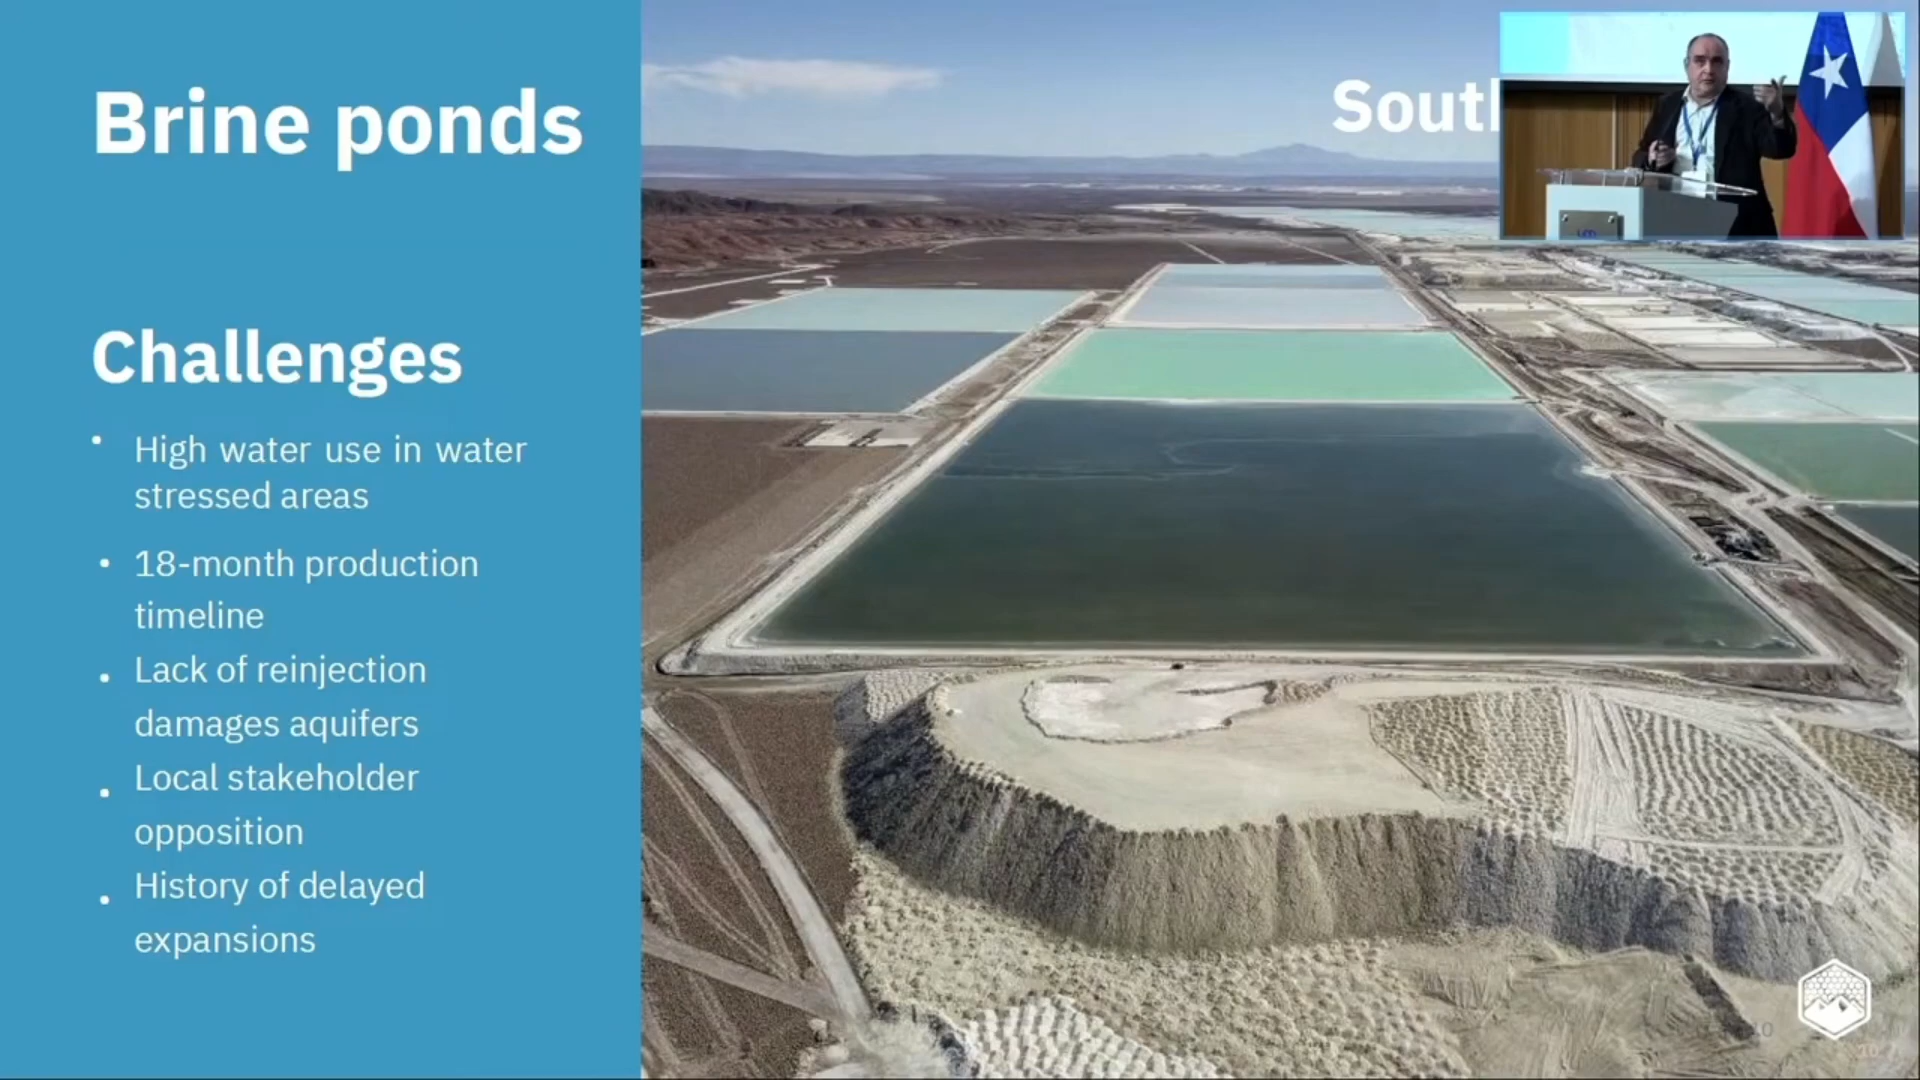 Brine ponds
South
Challenges
• High water use in water
stressed areas
• 18-month production
timeline
• Lack of reinjection
damages aquifers
• Local stakeholder
opposition
• History of delayed
expansions